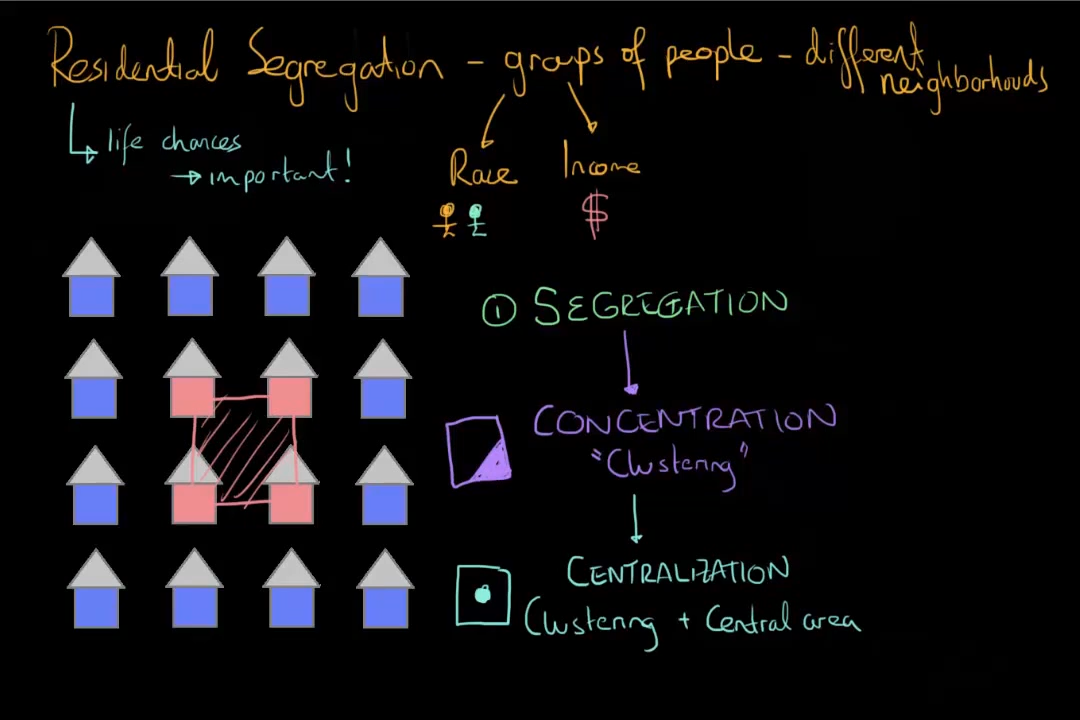 Residential Segregation - groups of people - different
neighborhouds
life chances
→ important!
Race
Income
$
① SEGREGATION
CONCENTRATION
"Clustering"
CENTRALIZATION
Clustering + Central area